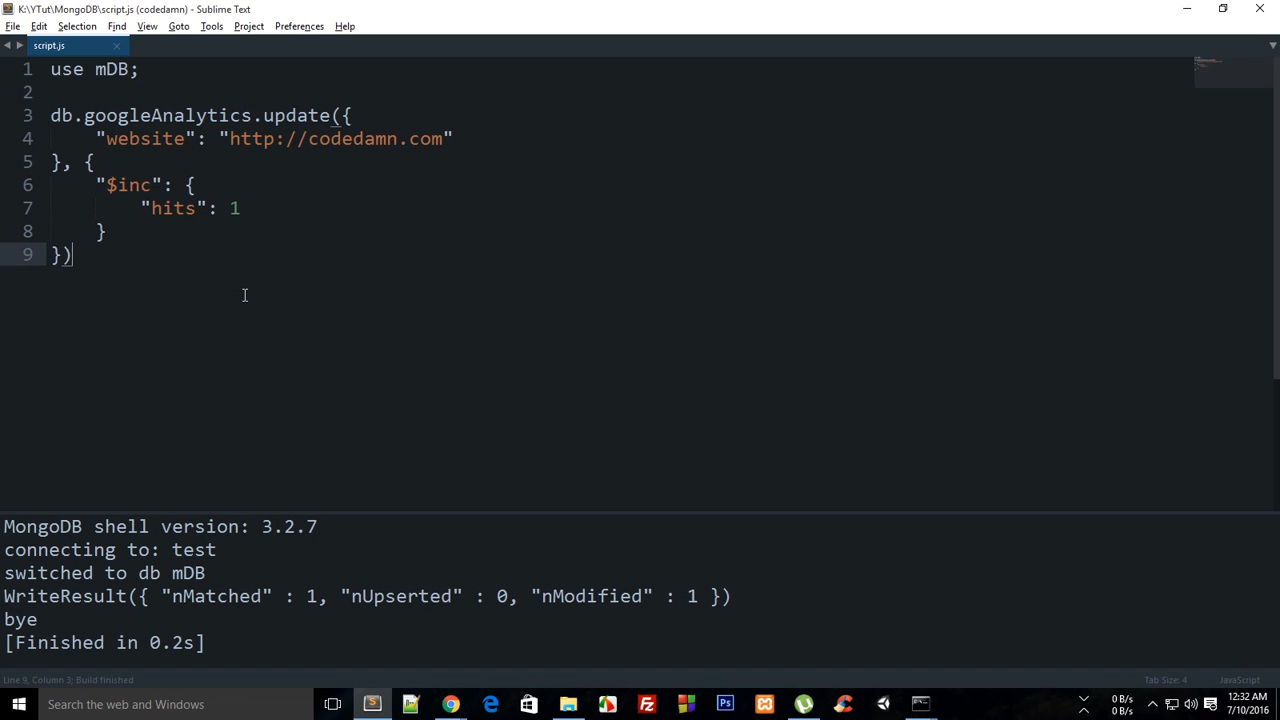 K:\YTut\MongoDB\script.js (codedamn) - Sublime Text
File Edit Selection Find View Goto Tools Project Preferences Help
script.js
1 use mDB;
2
3 db.googleAnalytics.update({
4 "website": "http://codedamn.com"
5 }, {
6 "$inc": {
7 "hits": 1
8 }
9 })
MongoDB shell version: 3.2.7
connecting to: test
switched to db mDB
WriteResult({ "nMatched" : 1, "nUpserted" : 0, "nModified" : 1 })
bye
[Finished in 0.2s]
Line 9, Column 3; Build finished Tab Size: 4 JavaScript
Search the web and Windows
0 B/s
0 B/s
12:32 AM
7/10/2016